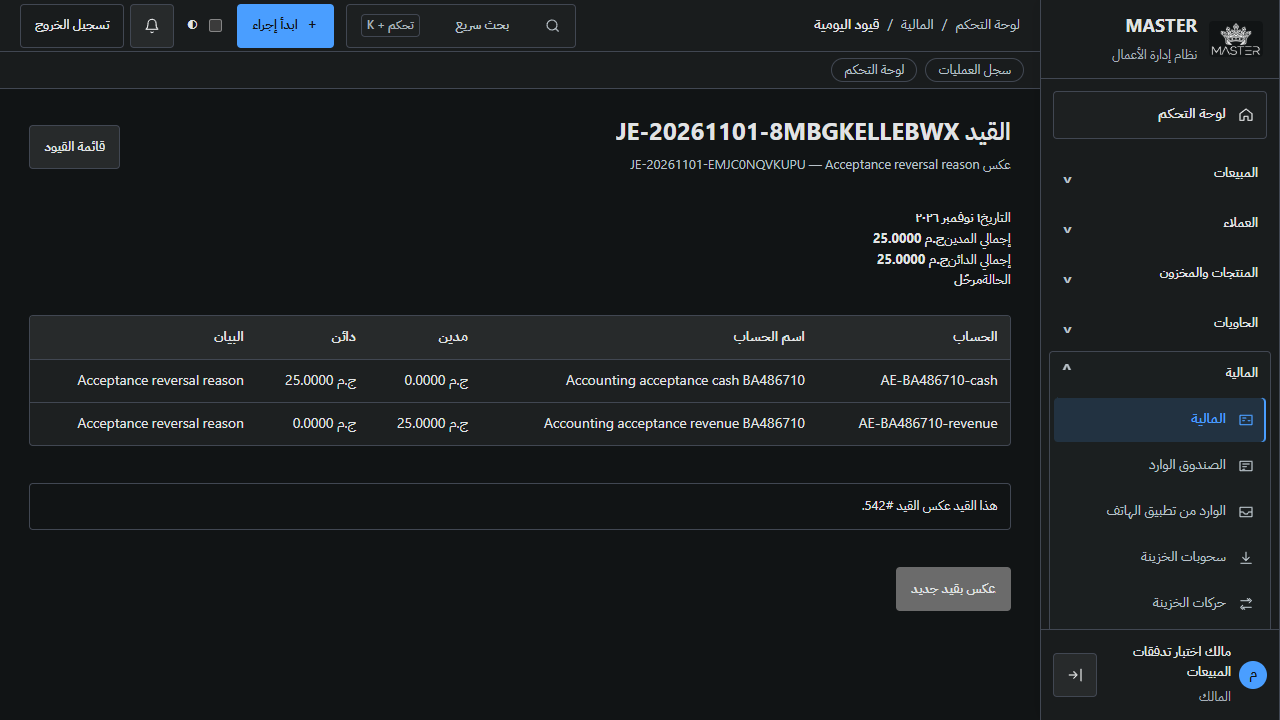 MASTER
نظام إدارة الأعمال
MASTER
لوحة التحكم
المبيعات
العملاء
المنتجات والمخزون
الحاويات
المالية
المالية
الصندوق الوارد
الوارد من تطبيق الهاتف
سحوبات الخزينة
حركات الخزينة
مالك اختبار تدفقات المبيعات
المالك
م
لوحة التحكم / المالية / قيود اليومية
بحث سريع تحكم + K
+ ابدأ إجراء
تسجيل الخروج
سجل العمليات لوحة التحكم
القيد JE-20261101-8MBGKELLEBWX
عكس JE-20261101-EMJC0NQVKUPU — Acceptance reversal reason
قائمة القيود
التاريخ١ نوفمبر ٢٠٢٦
إجمالي المدينج.م 25.0000
إجمالي الدائنج.م 25.0000
الحالةمرحّل
الحساب اسم الحساب مدين دائن البيان
AE-BA486710-cash Accounting acceptance cash BA486710 ج.م 0.0000 ج.م 25.0000 Acceptance reversal reason
AE-BA486710-revenue Accounting acceptance revenue BA486710 ج.م 25.0000 ج.م 0.0000 Acceptance reversal reason
هذا القيد عكس القيد #542.
عكس بقيد جديد